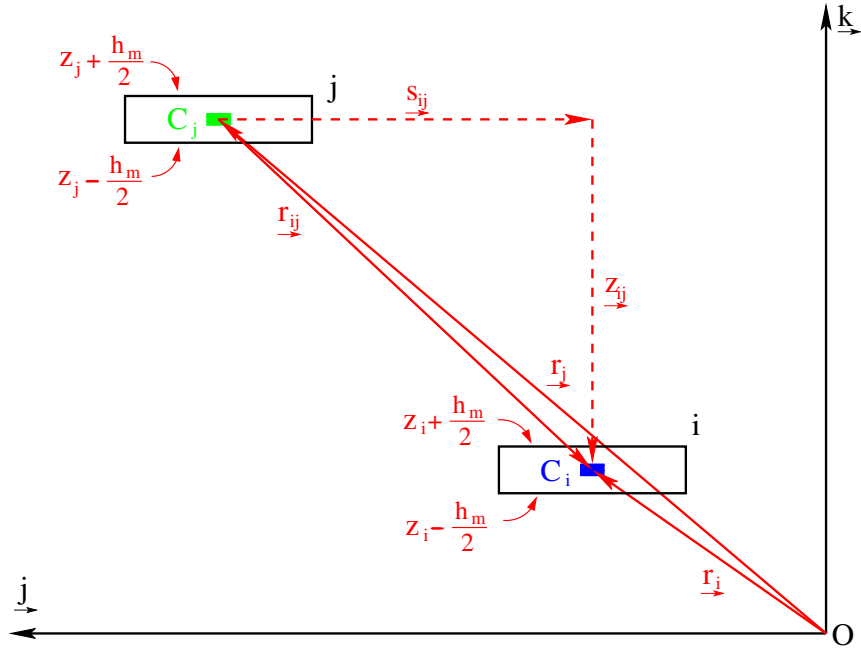 k
z_j + h_m/2
j
s_ij
C_j
z_j − h_m/2
r_ij
z_ij
r_j
z_i + h_m/2
i
C_i
z_i − h_m/2
r_i
j
O